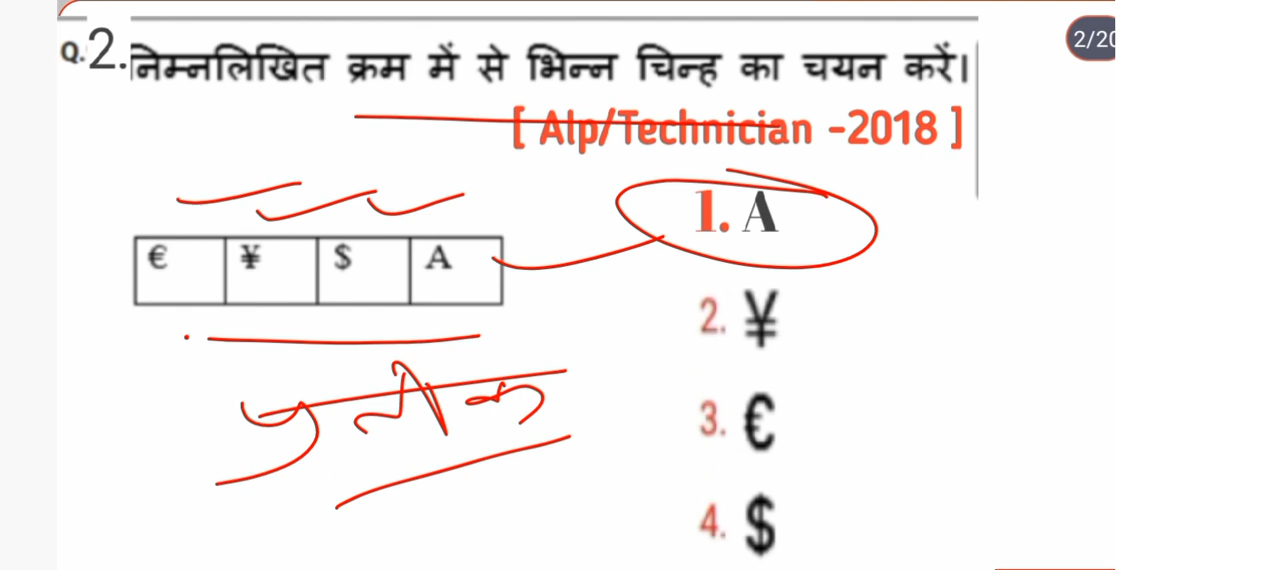 Q.2. निम्नलिखित क्रम में से भिन्न चिन्ह का चयन करें।
2/20
[ Alp/Technician -2018 ]
1. A
€ ¥ $ A
2. ¥
प्रतीक
3. €
4. $